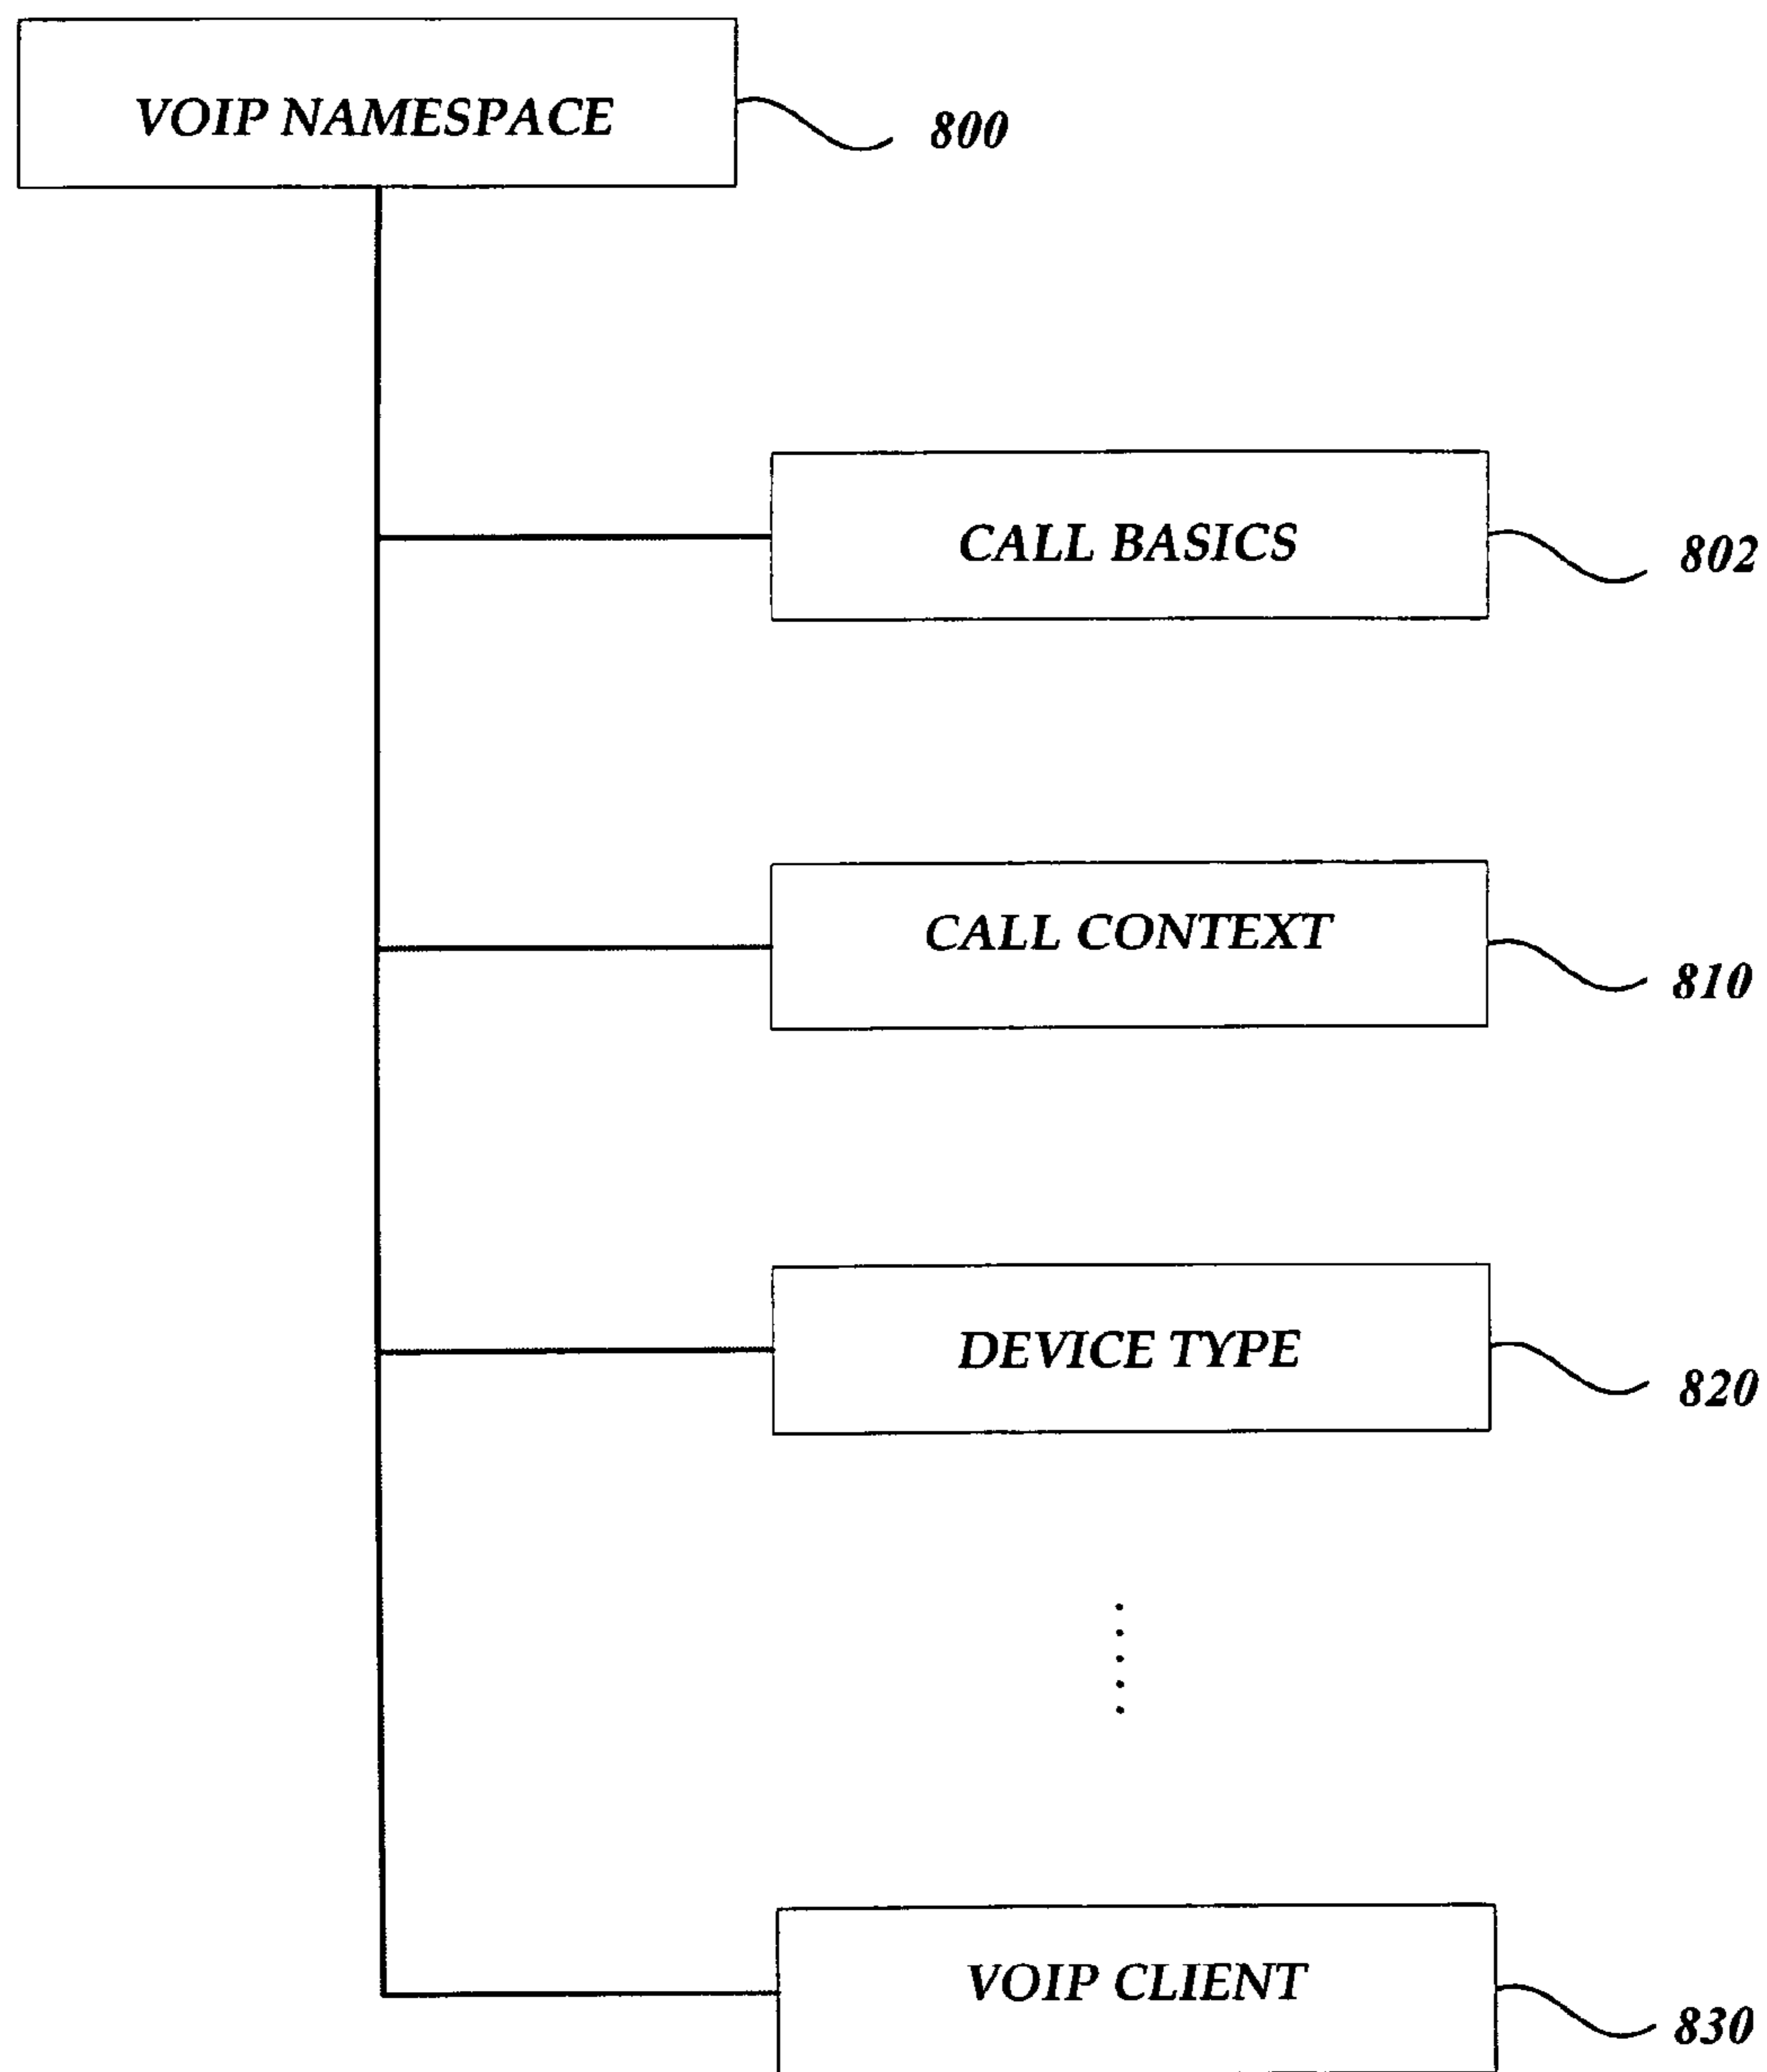 VOIP NAMESPACE
800
CALL BASICS
802
CALL CONTEXT
810
DEVICE TYPE
820
VOIP CLIENT
830